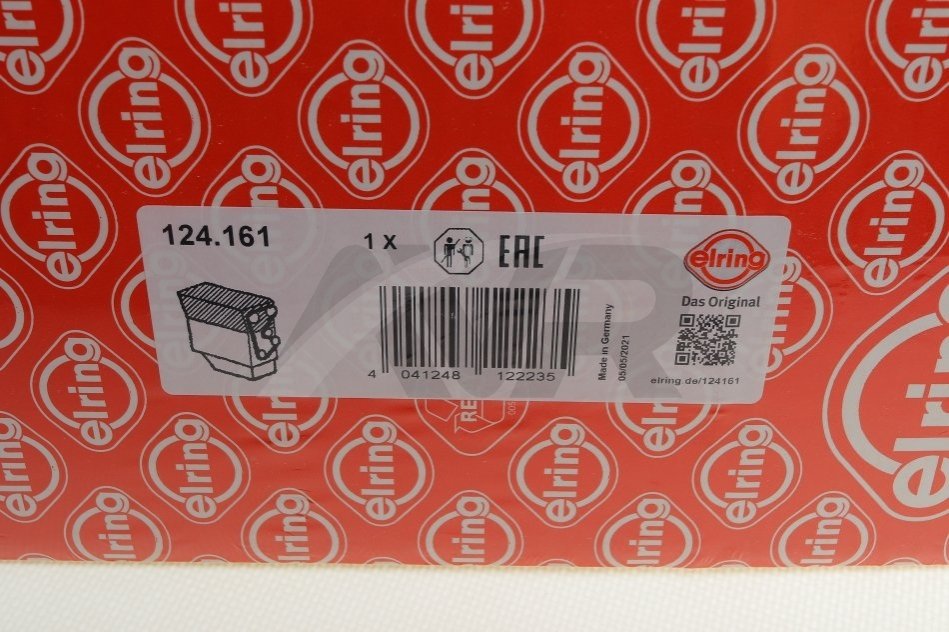 124.161
1 X
EAC
elring
Das Original
Made in Germany
05/05/2021
4 041248 122235
elring.de/124161